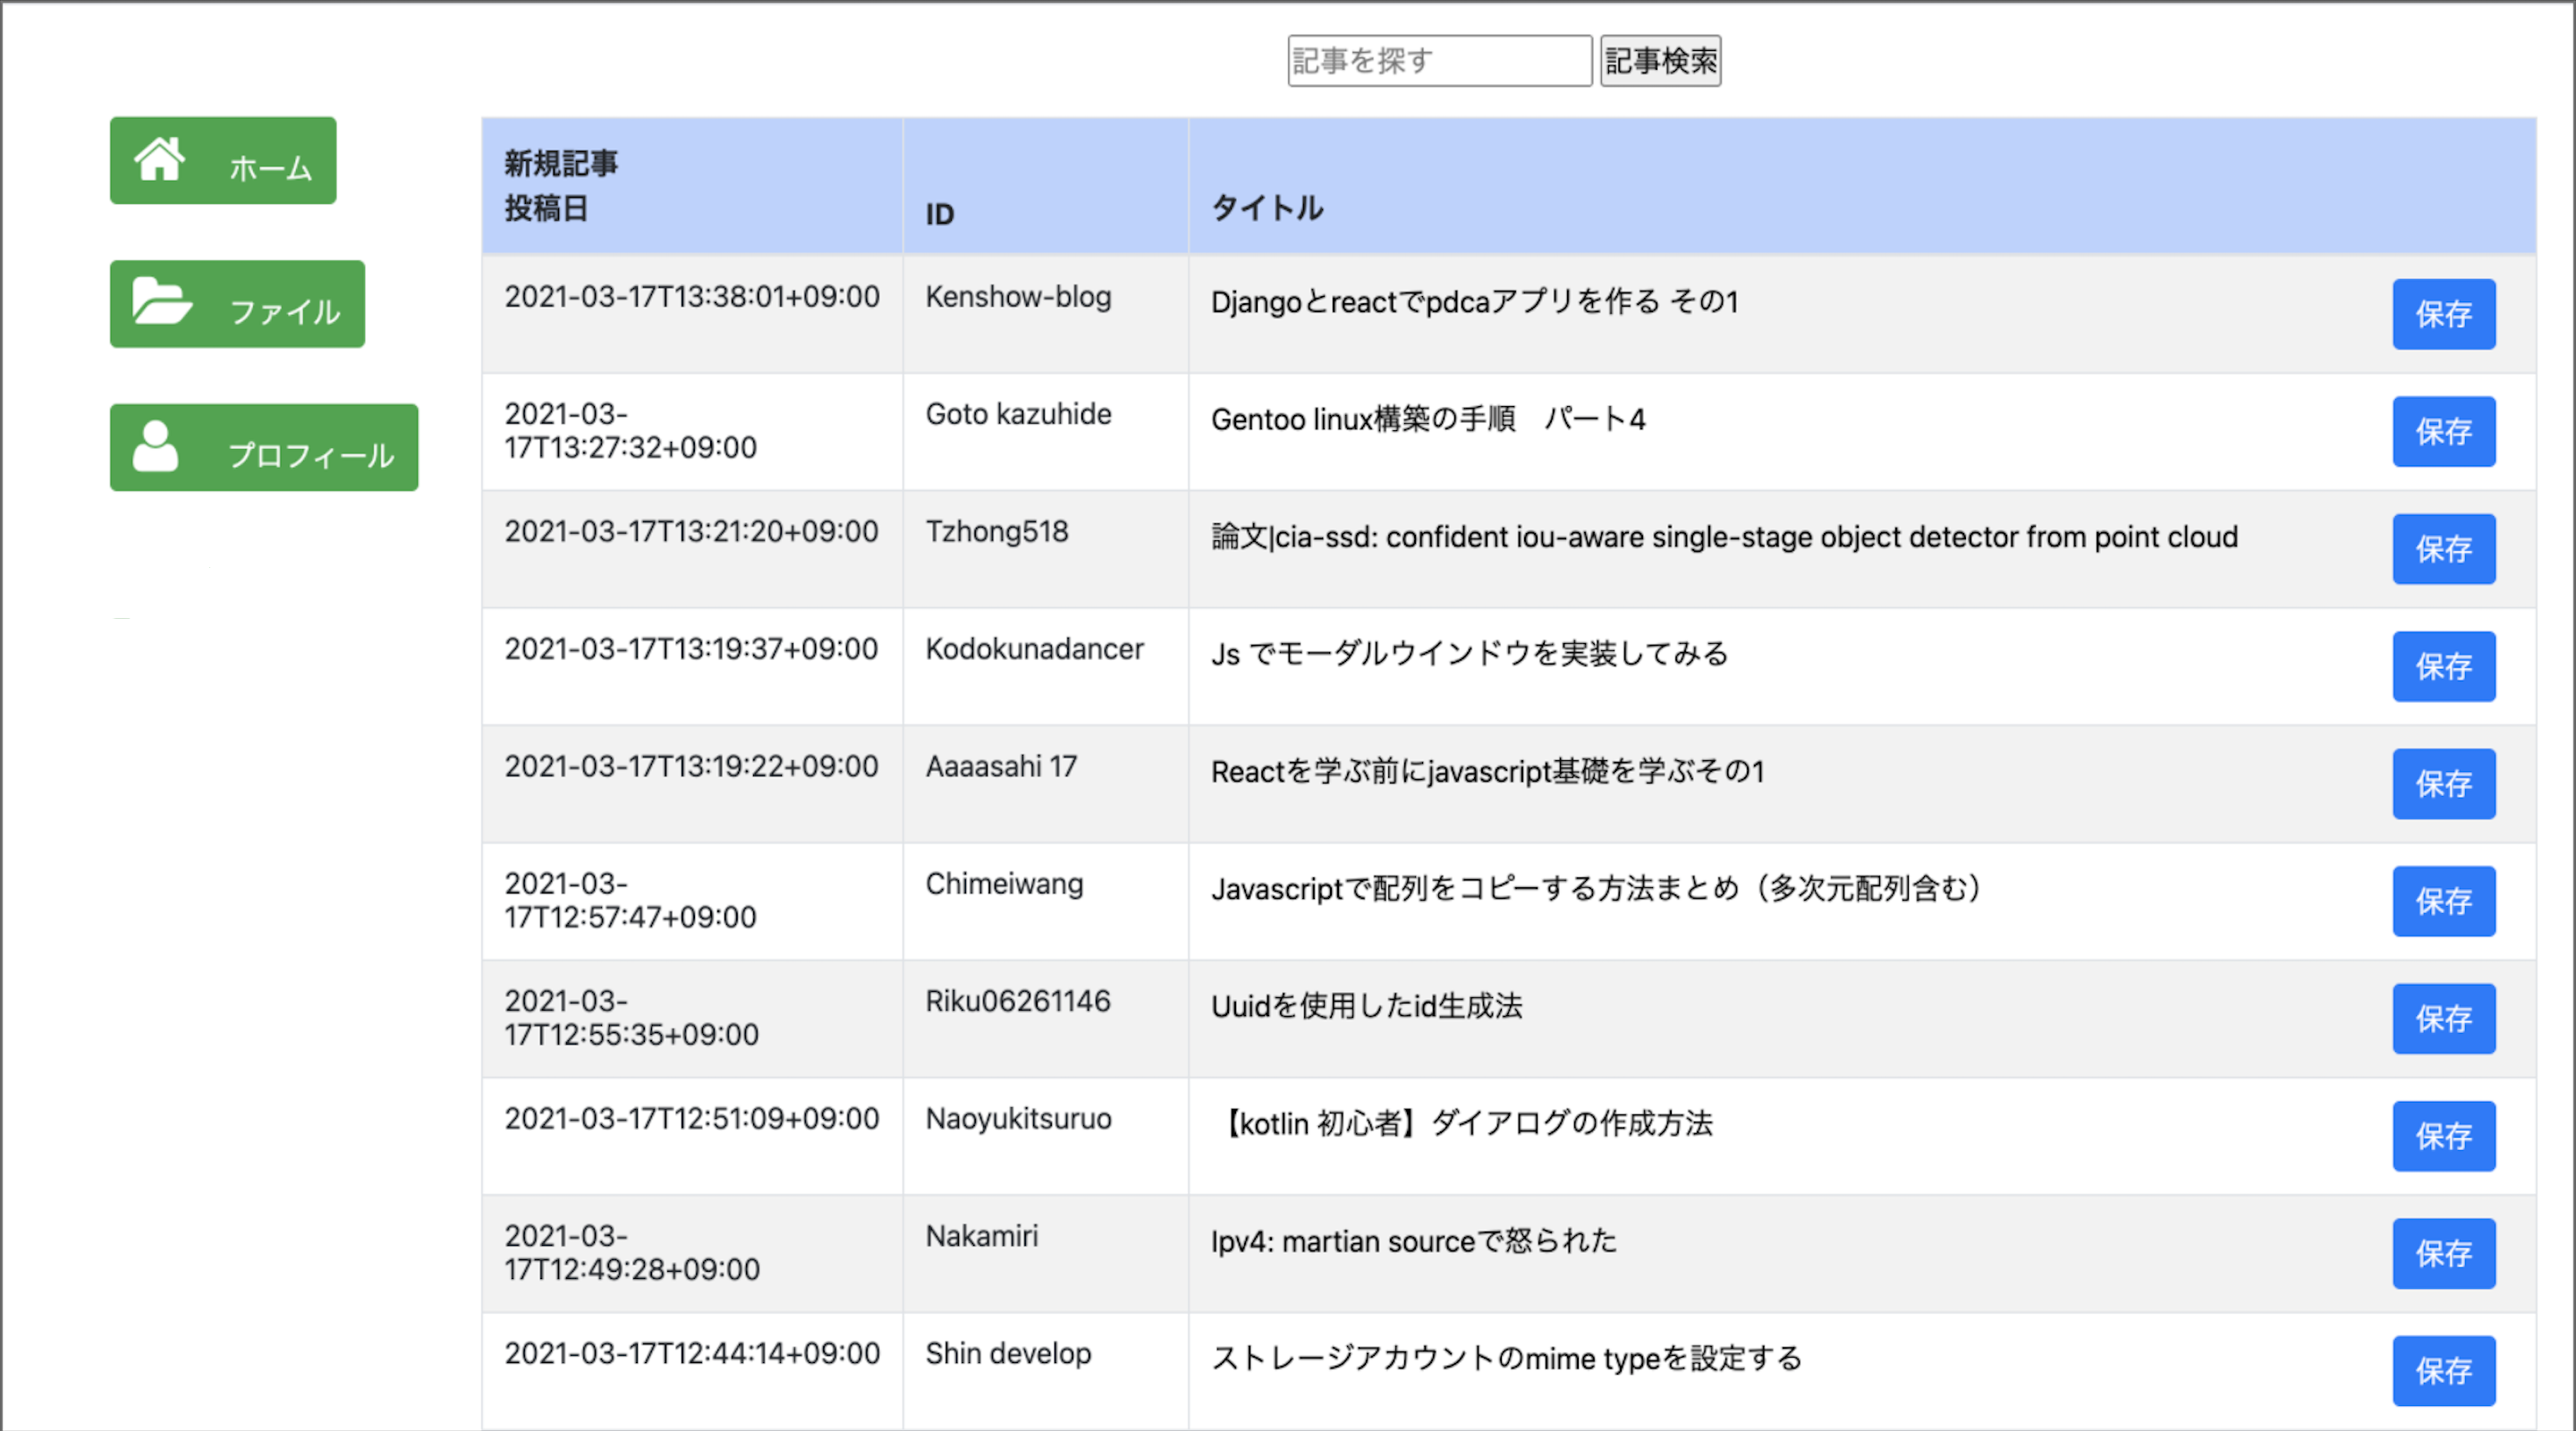 記事を探す 記事検索
ホーム
ファイル
プロフィール
新規記事
投稿日 ID タイトル
2021-03-17T13:38:01+09:00 Kenshow-blog Djangoとreactでpdcaアプリを作る その1 保存
2021-03-
17T13:27:32+09:00 Goto kazuhide Gentoo linux構築の手順　パート4 保存
2021-03-17T13:21:20+09:00 Tzhong518 論文|cia-ssd: confident iou-aware single-stage object detector from point cloud 保存
2021-03-17T13:19:37+09:00 Kodokunadancer Js でモーダルウインドウを実装してみる 保存
2021-03-17T13:19:22+09:00 Aaaasahi 17 Reactを学ぶ前にjavascript基礎を学ぶその1 保存
2021-03-
17T12:57:47+09:00 Chimeiwang Javascriptで配列をコピーする方法まとめ（多次元配列含む） 保存
2021-03-
17T12:55:35+09:00 Riku06261146 Uuidを使用したid生成法 保存
2021-03-17T12:51:09+09:00 Naoyukitsuruo 【kotlin 初心者】ダイアログの作成方法 保存
2021-03-
17T12:49:28+09:00 Nakamiri Ipv4: martian sourceで怒られた 保存
2021-03-17T12:44:14+09:00 Shin develop ストレージアカウントのmime typeを設定する 保存